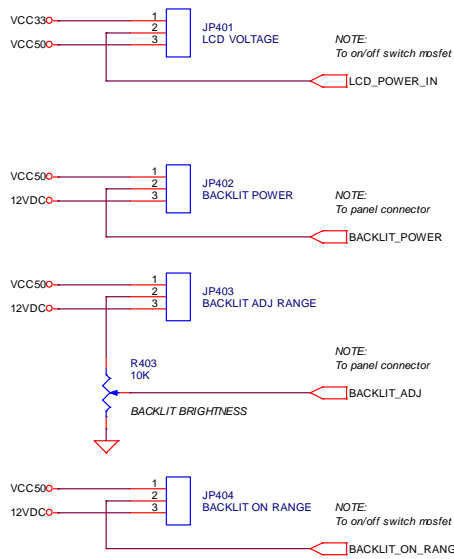 VCC33
VCC50
1
2
3
JP401
LCD VOLTAGE
NOTE:
To on/off switch mosfet
LCD_POWER_IN
VCC50
12VDC
1
2
3
JP402
BACKLIT POWER
NOTE:
To panel connector
BACKLIT_POWER
VCC50
12VDC
1
2
3
JP403
BACKLIT ADJ RANGE
R403
10K
BACKLIT BRIGHTNESS
NOTE:
To panel connector
BACKLIT_ADJ
VCC50
12VDC
1
2
3
JP404
BACKLIT ON RANGE
NOTE:
To on/off switch mosfet
BACKLIT_ON_RANG